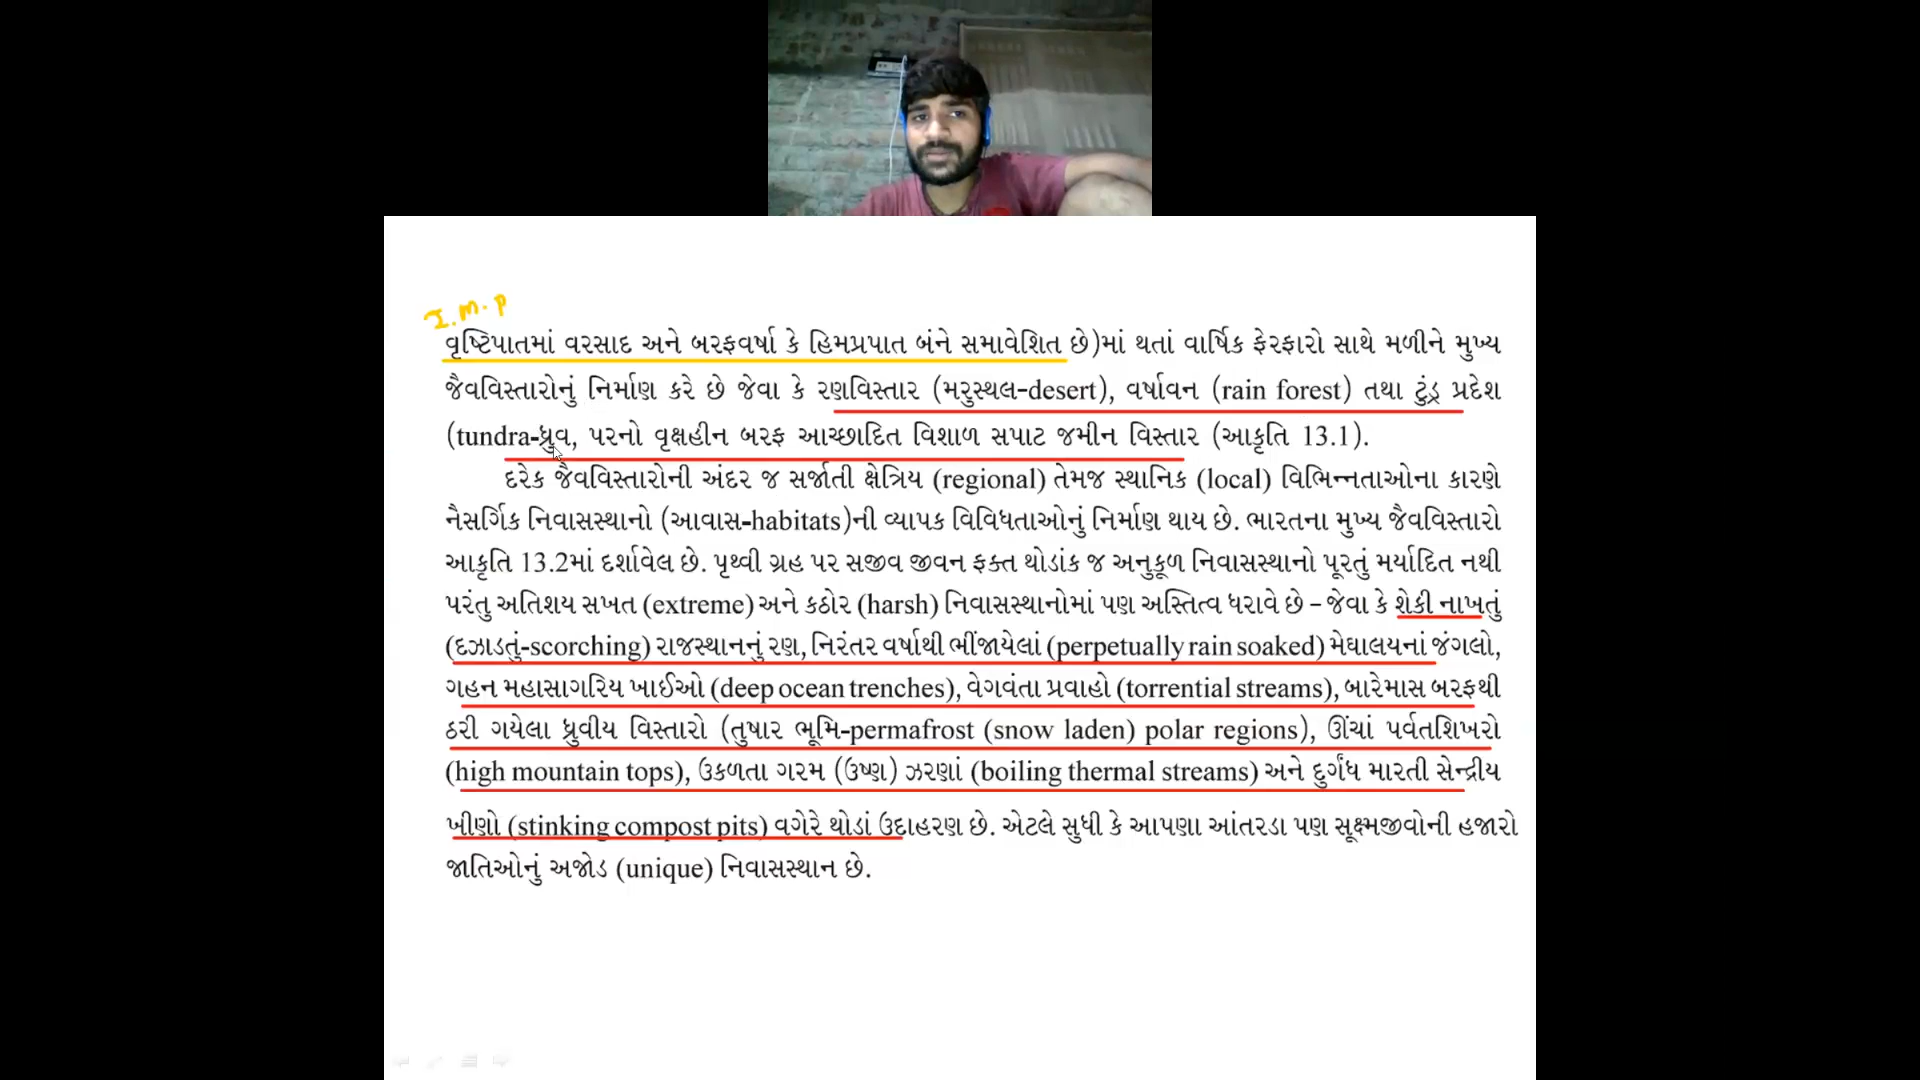 I.M.P
વૃષ્ટિપાતમાં વરસાદ અને બરફવર્ષા કે હિમપ્રપાત બંને સમાવેશિત છે)માં થતાં વાર્ષિક ફેરફારો સાથે મળીને મુખ્ય
જૈવવિસ્તારોનું નિર્માણ કરે છે જેવા કે રણવિસ્તાર (મરુસ્થલ-desert), વર્ષાવન (rain forest) તથા ટુંડ્ર પ્રદેશ
(tundra-ધ્રુવ, પરનો વૃક્ષહીન બરફ આચ્છાદિત વિશાળ સપાટ જમીન વિસ્તાર (આકૃતિ 13.1).
દરેક જૈવવિસ્તારોની અંદર જ સર્જાતી ક્ષેત્રિય (regional) તેમજ સ્થાનિક (local) વિભિન્નતાઓના કારણે
નૈસર્ગિક નિવાસસ્થાનો (આવાસ-habitats)ની વ્યાપક વિવિધતાઓનું નિર્માણ થાય છે. ભારતના મુખ્ય જૈવવિસ્તારો
આકૃતિ 13.2માં દર્શાવેલ છે. પૃથ્વી ગ્રહ પર સજીવ જીવન ફક્ત થોડાંક જ અનુકૂળ નિવાસસ્થાનો પૂરતું મર્યાદિત નથી
પરંતુ અતિશય સખત (extreme) અને કઠોર (harsh) નિવાસસ્થાનોમાં પણ અસ્તિત્વ ધરાવે છે – જેવા કે શેકી નાખતું
(દઝાડતું-scorching) રાજસ્થાનનું રણ, નિરંતર વર્ષાથી ભીંજાયેલાં (perpetually rain soaked) મેઘાલયનાં જંગલો,
ગહન મહાસાગરિય ખાઈઓ (deep ocean trenches), વેગવંતા પ્રવાહો (torrential streams), બારેમાસ બરફથી
ઠરી ગયેલા ધ્રુવીય વિસ્તારો (તુષાર ભૂમિ-permafrost (snow laden) polar regions), ઊંચાં પર્વતશિખરો
(high mountain tops), ઉકળતા ગરમ (ઉષ્ણ) ઝરણાં (boiling thermal streams) અને દુર્ગંધ મારતી સેન્દ્રીય
ખીણો (stinking compost pits) વગેરે થોડાં ઉદાહરણ છે. એટલે સુધી કે આપણા આંતરડા પણ સૂક્ષ્મજીવોની હજારો
જાતિઓનું અજોડ (unique) નિવાસસ્થાન છે.